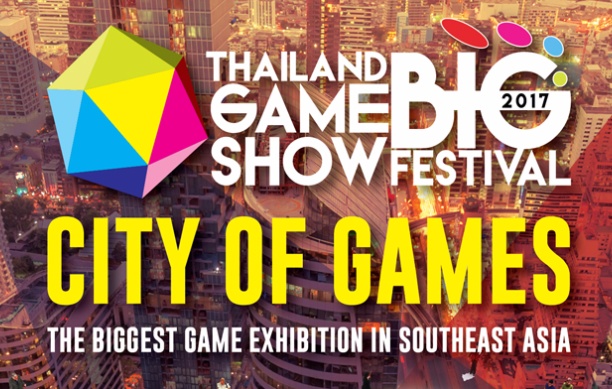 THAILAND
GAME
SHOW
BIG
2017
FESTIVAL
CITY OF GAMES
THE BIGGEST GAME EXHIBITION IN SOUTHEAST ASIA